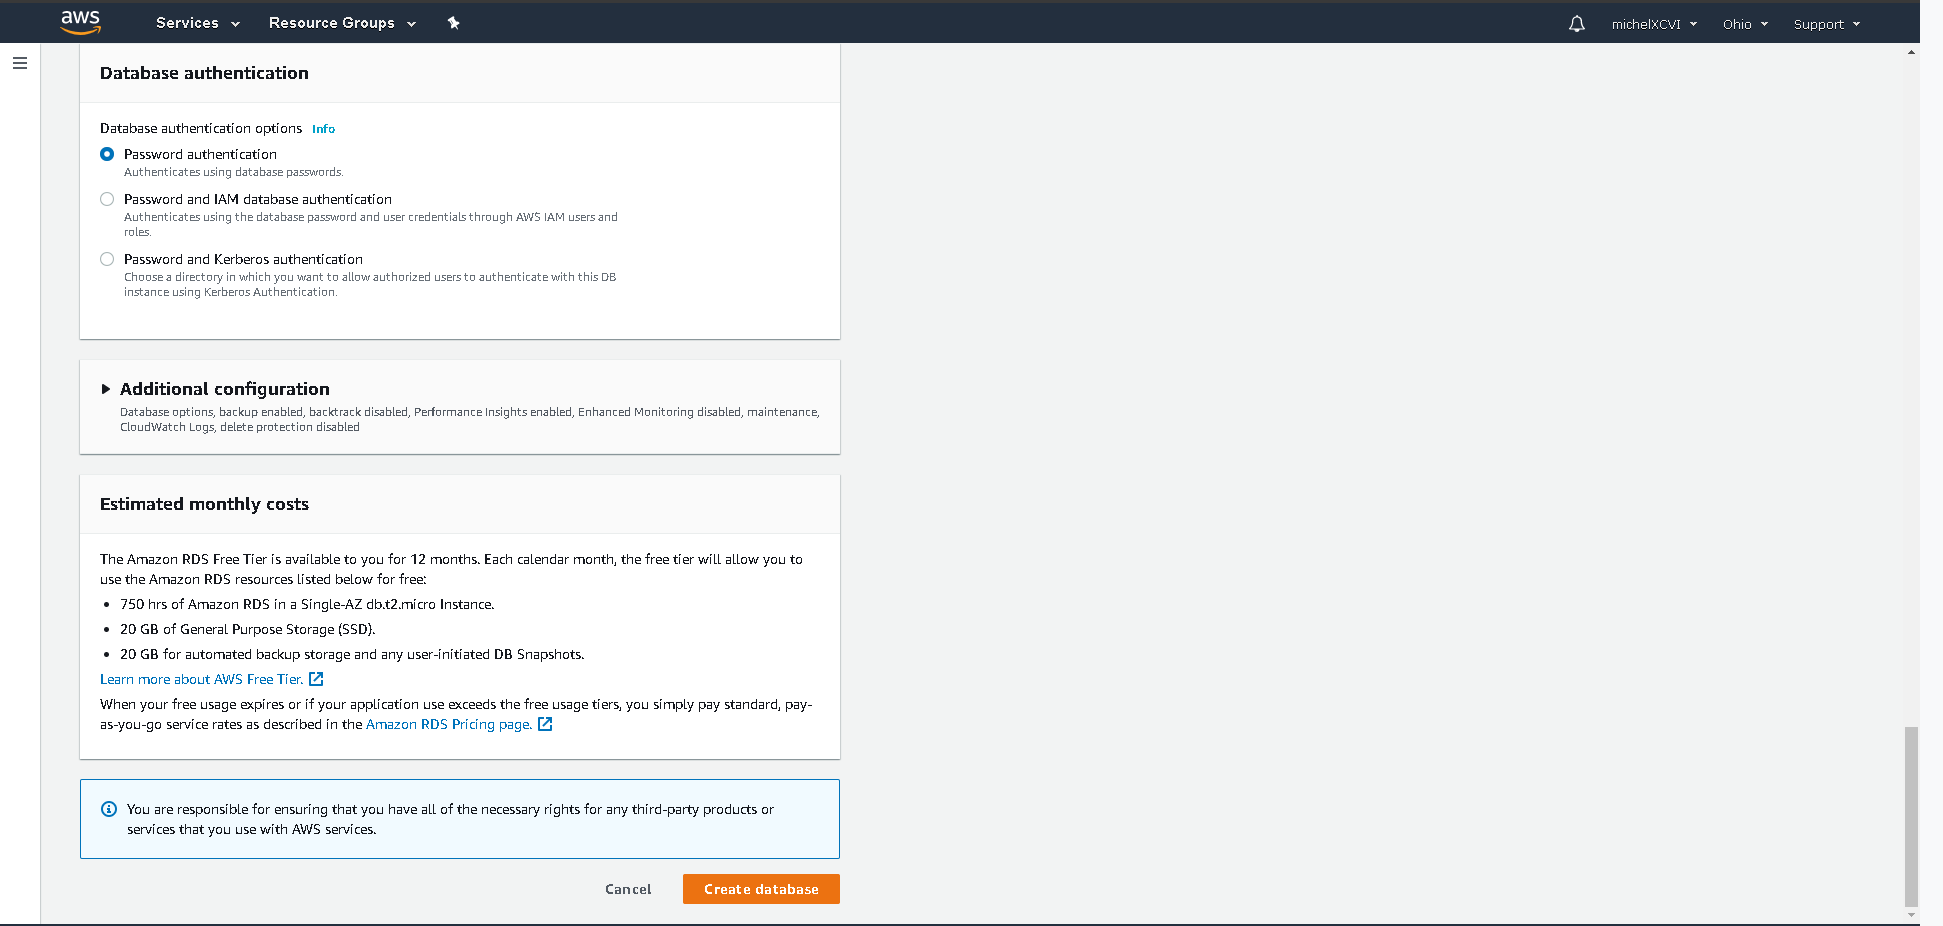 aws Services Resource Groups michelXCVI Ohio Support
Database authentication
Database authentication options Info
Password authentication
Authenticates using database passwords.
Password and IAM database authentication
Authenticates using the database password and user credentials through AWS IAM users and
roles.
Password and Kerberos authentication
Choose a directory in which you want to allow authorized users to authenticate with this DB
instance using Kerberos Authentication.
Additional configuration
Database options, backup enabled, backtrack disabled, Performance Insights enabled, Enhanced Monitoring disabled, maintenance,
CloudWatch Logs, delete protection disabled
Estimated monthly costs
The Amazon RDS Free Tier is available to you for 12 months. Each calendar month, the free tier will allow you to
use the Amazon RDS resources listed below for free:
• 750 hrs of Amazon RDS in a Single-AZ db.t2.micro Instance.
• 20 GB of General Purpose Storage (SSD).
• 20 GB for automated backup storage and any user-initiated DB Snapshots.
Learn more about AWS Free Tier.
When your free usage expires or if your application use exceeds the free usage tiers, you simply pay standard, pay-
as-you-go service rates as described in the Amazon RDS Pricing page.
You are responsible for ensuring that you have all of the necessary rights for any third-party products or
services that you use with AWS services.
Cancel Create database